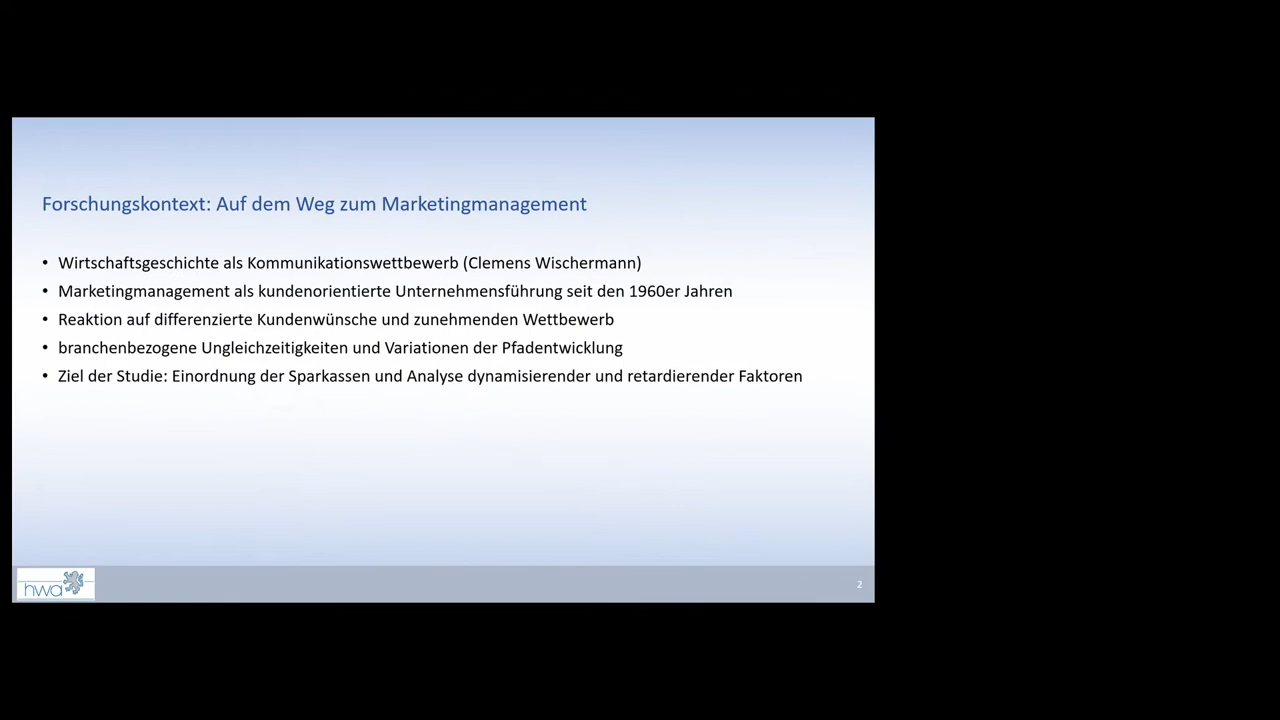 Forschungskontext: Auf dem Weg zum Marketingmanagement
• Wirtschaftsgeschichte als Kommunikationswettbewerb (Clemens Wischermann)
• Marketingmanagement als kundenorientierte Unternehmensführung seit den 1960er Jahren
• Reaktion auf differenzierte Kundenwünsche und zunehmenden Wettbewerb
• branchenbezogene Ungleichzeitigkeiten und Variationen der Pfadentwicklung
• Ziel der Studie: Einordnung der Sparkassen und Analyse dynamisierender und retardierender Faktoren
hwa
2